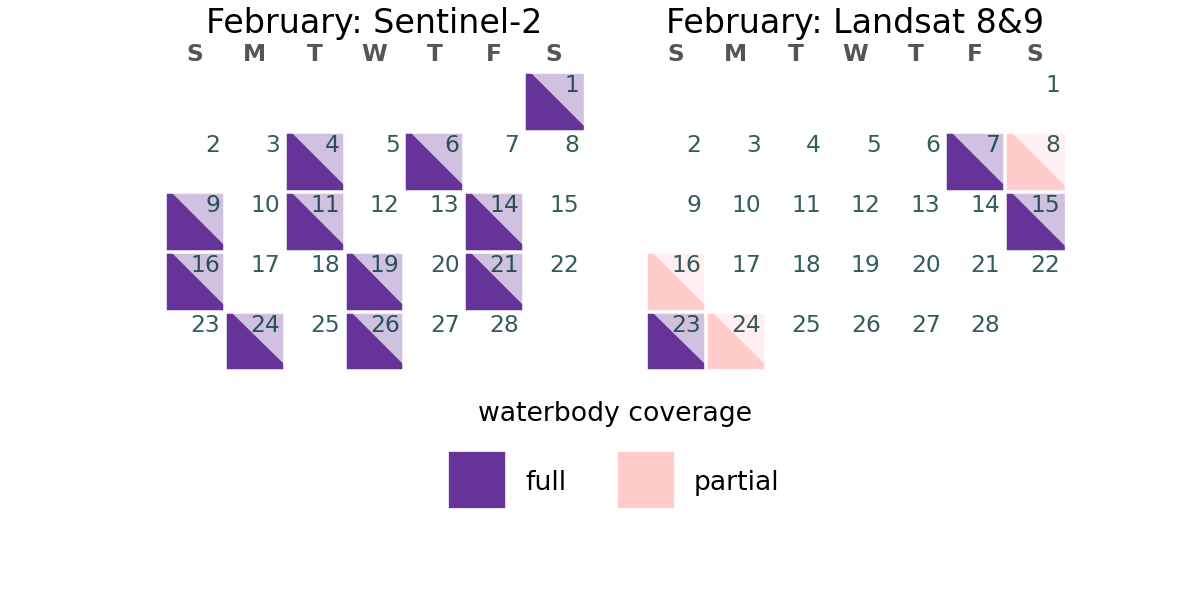 February: Sentinel-2
S M T W T F S
1
2 3 4 5 6 7 8
9 10 11 12 13 14 15
16 17 18 19 20 21 22
23 24 25 26 27 28
February: Landsat 8&9
S M T W T F S
1
2 3 4 5 6 7 8
9 10 11 12 13 14 15
16 17 18 19 20 21 22
23 24 25 26 27 28
waterbody coverage
full
partial